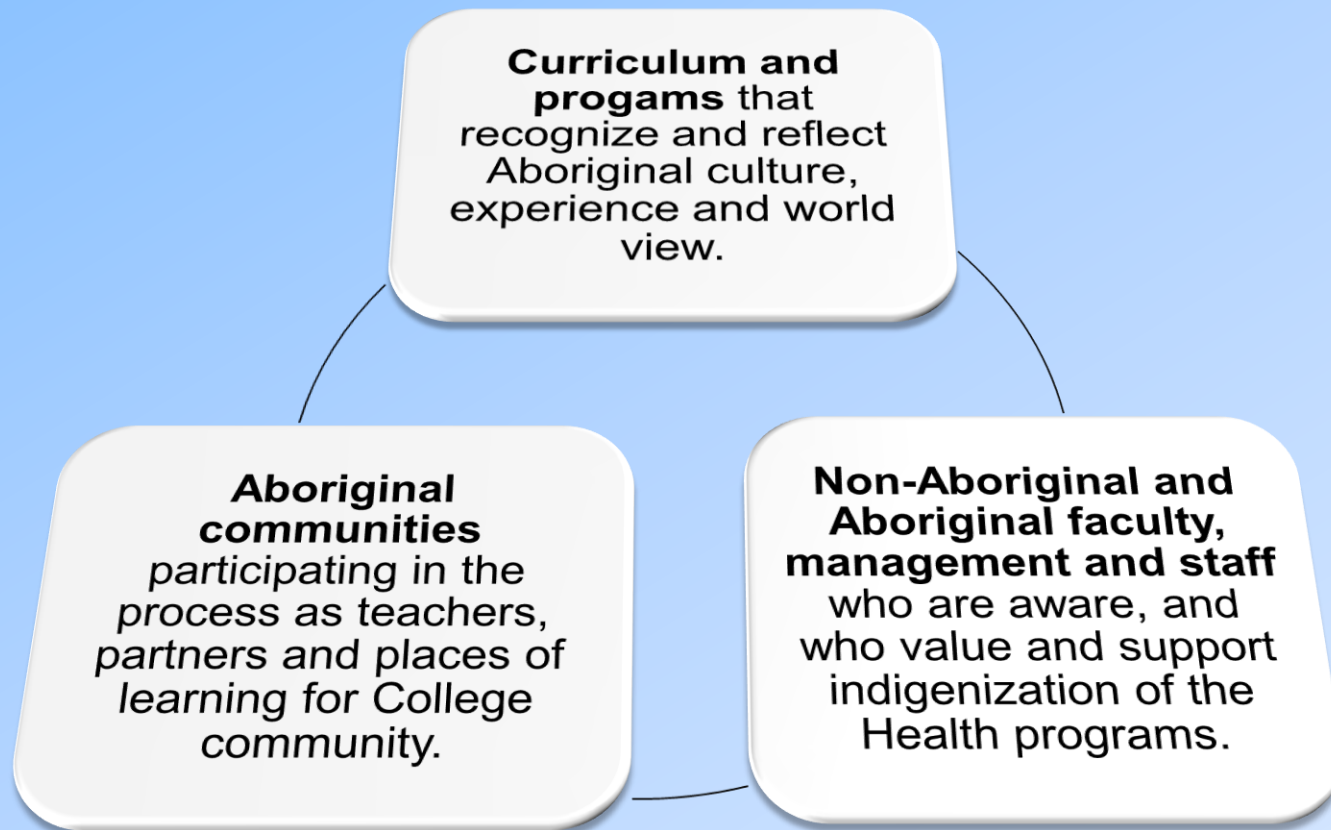 Curriculum and
progams that
recognize and reflect
Aboriginal culture,
experience and world
view.
Aboriginal
communities
participating in the
process as teachers,
partners and places of
learning for College
community.
Non-Aboriginal and
Aboriginal faculty,
management and staff
who are aware, and
who value and support
indigenization of the
Health programs.